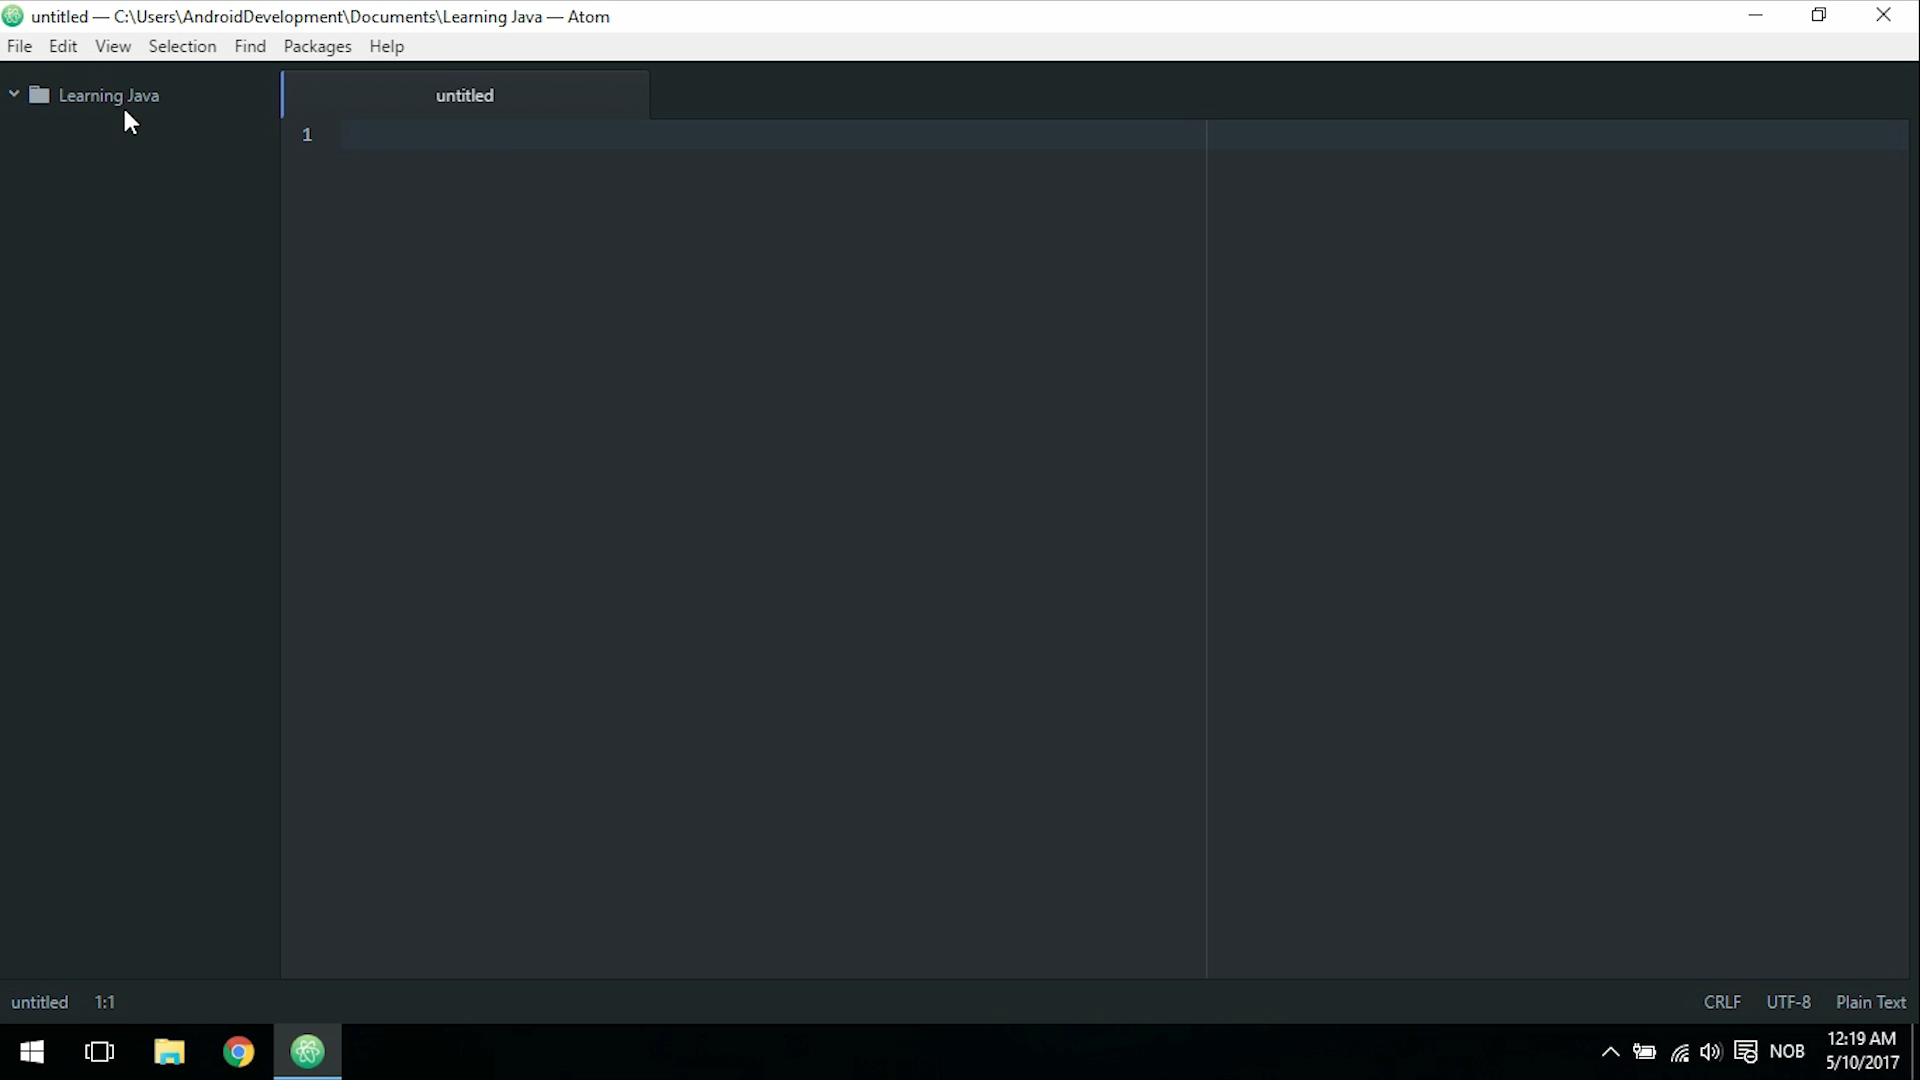 untitled — C:\Users\AndroidDevelopment\Documents\Learning Java — Atom
File Edit View Selection Find Packages Help
Learning Java
untitled
1
untitled 1:1 CRLF UTF-8 Plain Text
NOB
12:19 AM
5/10/2017